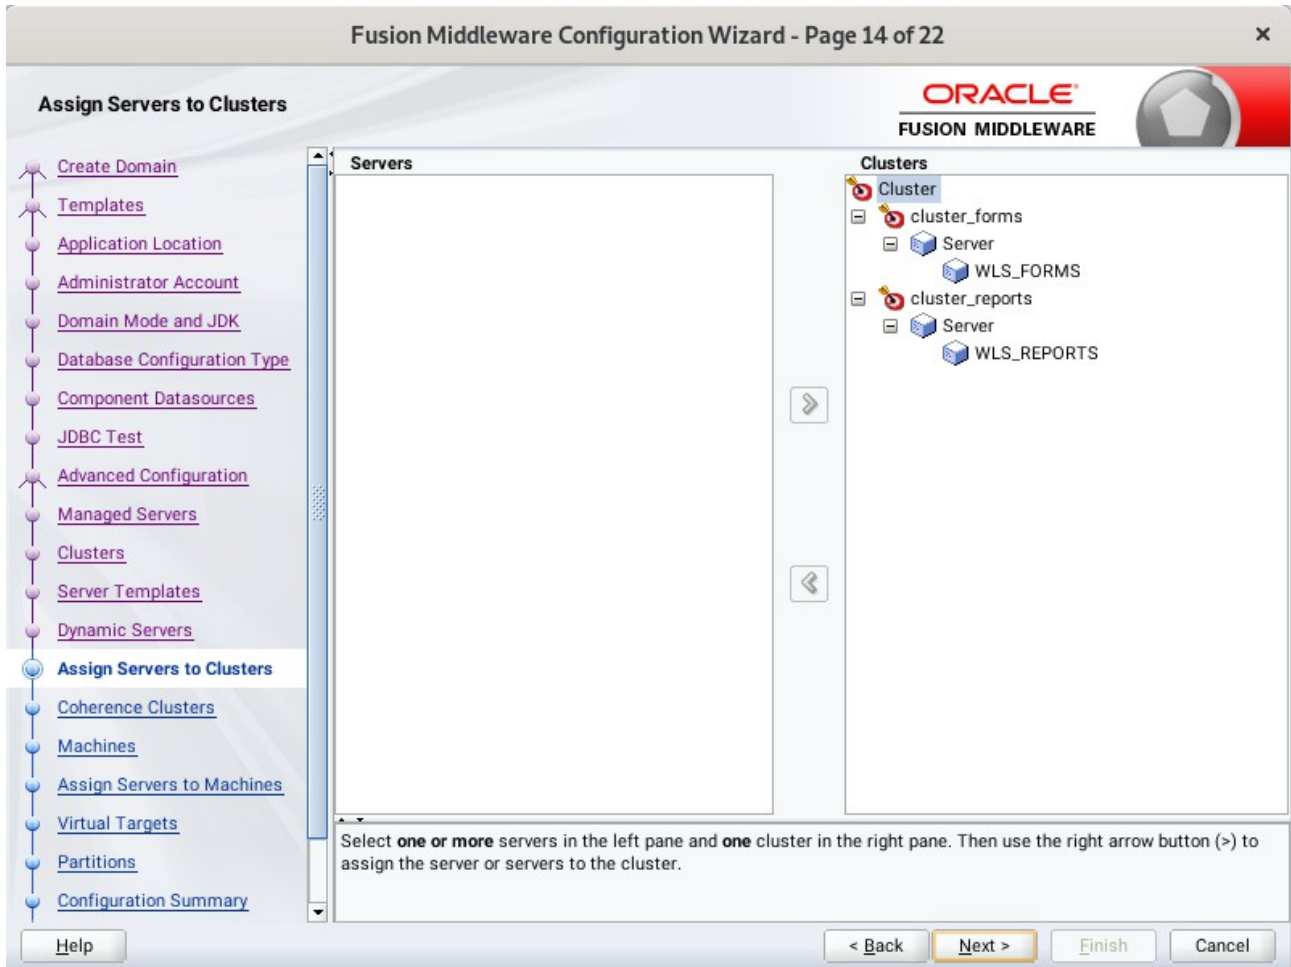 Fusion Middleware Configuration Wizard - Page 14 of 22
×
Assign Servers to Clusters
ORACLE
FUSION MIDDLEWARE
Create Domain
Templates
Application Location
Administrator Account
Domain Mode and JDK
Database Configuration Type
Component Datasources
JDBC Test
Advanced Configuration
Managed Servers
Clusters
Server Templates
Dynamic Servers
Assign Servers to Clusters
Coherence Clusters
Machines
Assign Servers to Machines
Virtual Targets
Partitions
Configuration Summary
Servers
Clusters
Cluster
cluster_forms
Server
WLS_FORMS
cluster_reports
Server
WLS_REPORTS
Select one or more servers in the left pane and one cluster in the right pane. Then use the right arrow button (>) to
assign the server or servers to the cluster.
Help
< Back
Next >
Finish
Cancel